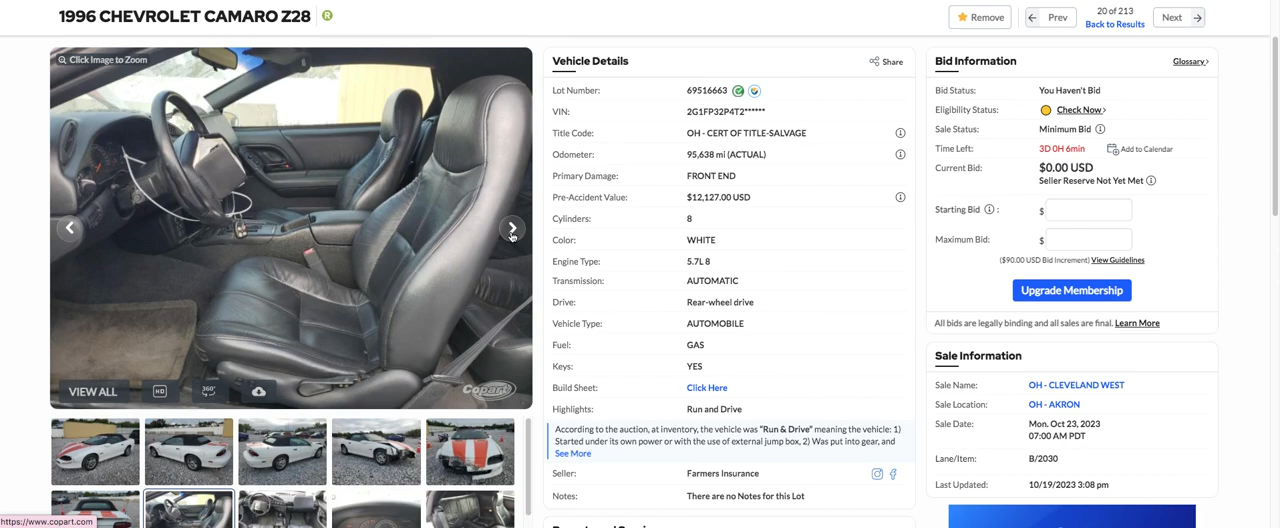 1996 CHEVROLET CAMARO Z28
R
Remove
Prev
20 of 213
Back to Results
Next
Click Image to Zoom
VIEW ALL
HD
360°
Copart
Vehicle Details
Share
Lot Number: 69516663
VIN: 2G1FP32P4T2******
Title Code: OH - CERT OF TITLE-SALVAGE
Odometer: 95,638 mi (ACTUAL)
Primary Damage: FRONT END
Pre-Accident Value: $12,127.00 USD
Cylinders: 8
Color: WHITE
Engine Type: 5.7L 8
Transmission: AUTOMATIC
Drive: Rear-wheel drive
Vehicle Type: AUTOMOBILE
Fuel: GAS
Keys: YES
Build Sheet: Click Here
Highlights: Run and Drive
According to the auction, at inventory, the vehicle was "Run & Drive" meaning the vehicle: 1)
Started under its own power or with the use of external jump box, 2) Was put into gear, and
See More
Seller: Farmers Insurance
Notes: There are no Notes for this Lot
Bid Information
Glossary
Bid Status: You Haven't Bid
Eligibility Status: Check Now
Sale Status: Minimum Bid
Time Left: 3D 0H 6min Add to Calendar
Current Bid: $0.00 USD
Seller Reserve Not Yet Met
Starting Bid : $
Maximum Bid: $
($90.00 USD Bid Increment) View Guidelines
Upgrade Membership
All bids are legally binding and all sales are final. Learn More
Sale Information
Sale Name: OH - CLEVELAND WEST
Sale Location: OH - AKRON
Sale Date: Mon. Oct 23, 2023
07:00 AM PDT
Lane/Item: B/2030
Last Updated: 10/19/2023 3:08 pm
https://www.copart.com